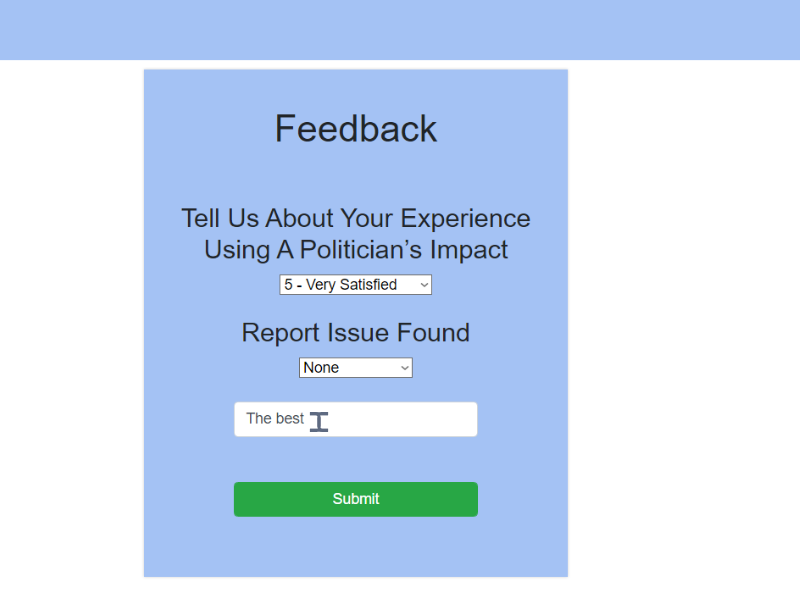 Feedback
Tell Us About Your Experience
Using A Politician’s Impact
5 - Very Satisfied
Report Issue Found
None
The best
Submit